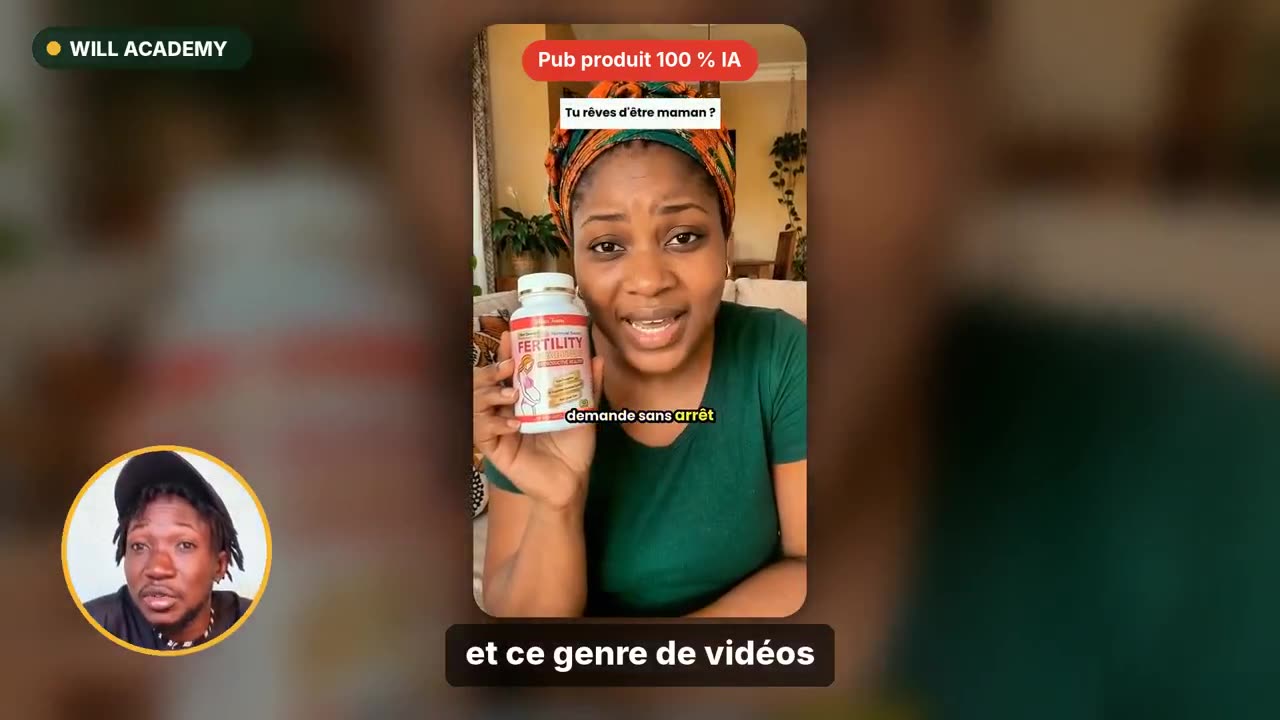 WILL ACADEMY
Pub produit 100 % IA
Tu rêves d'être maman ?
FERTILITY
demande sans arrêt
et ce genre de vidéos